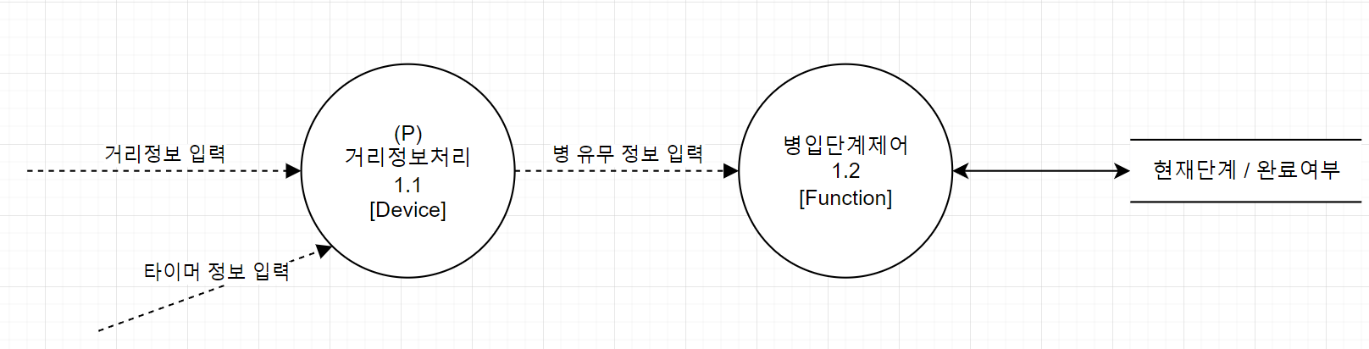 거리정보 입력
(P)
거리정보처리
1.1
[Device]
타이머 정보 입력
병 유무 정보 입력
병입단계제어
1.2
[Function]
현재단계 / 완료여부